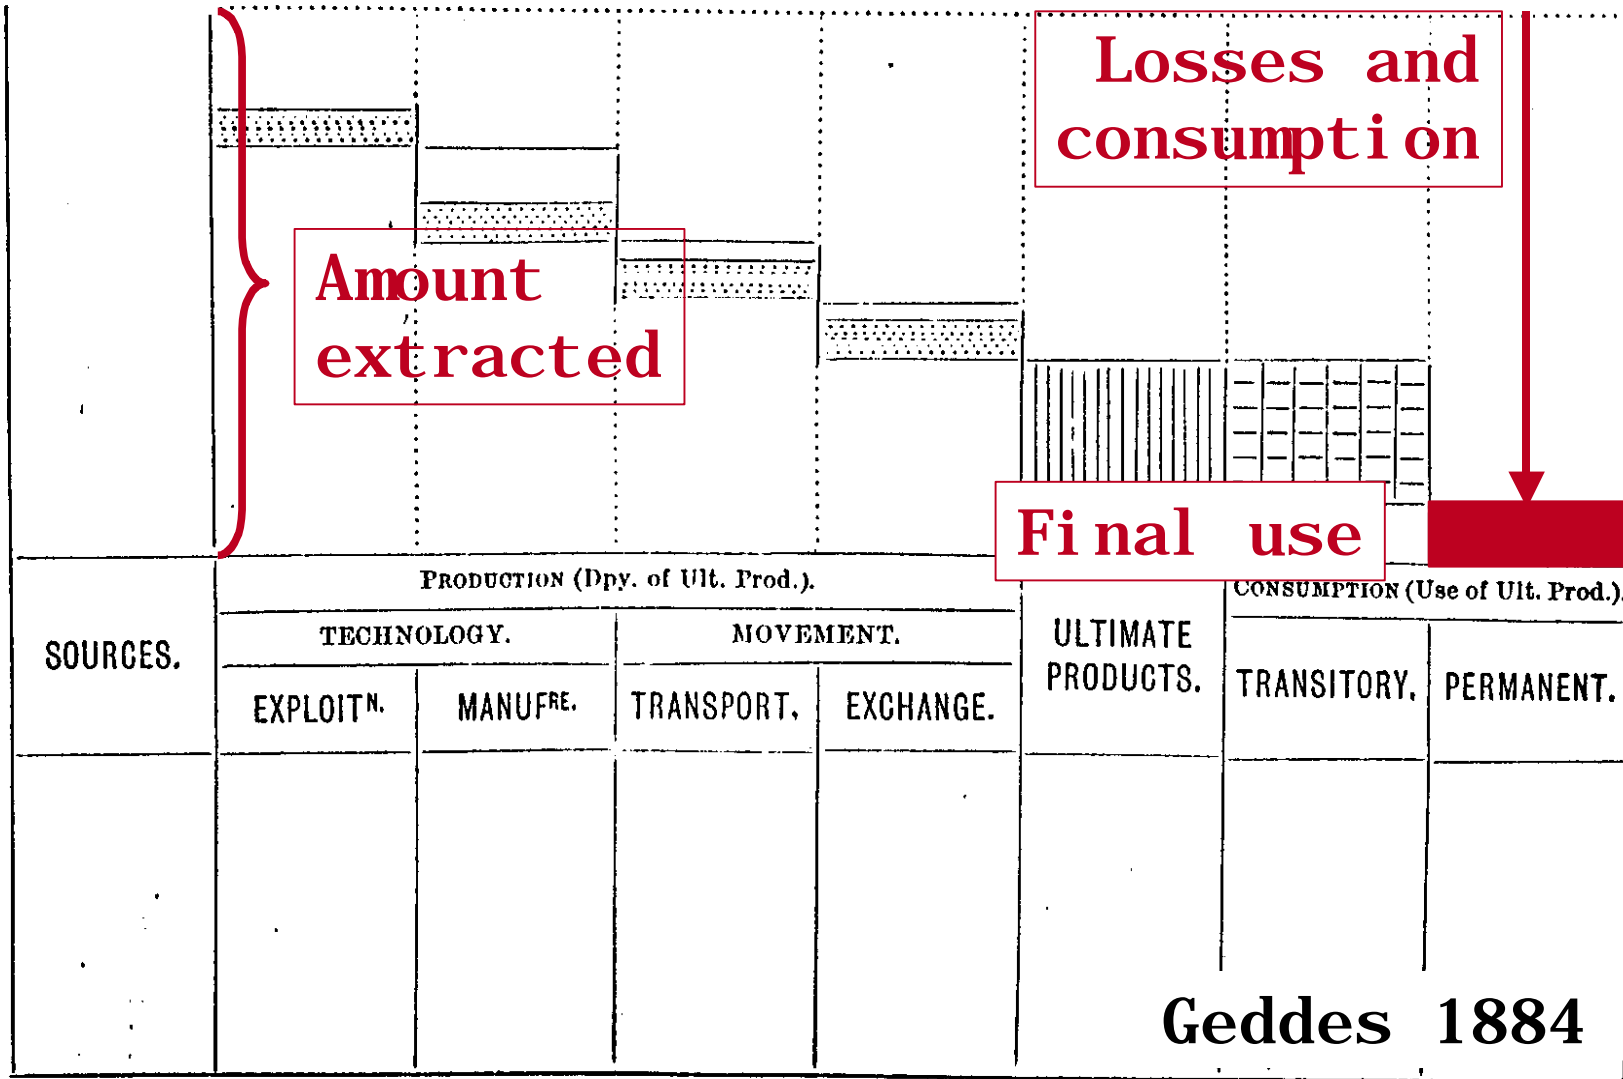 Losses and
consumption
Amount
extracted
Final use
PRODUCTION (Dpy. of Ult. Prod.).
CONSUMPTION (Use of Ult. Prod.).
SOURCES.
TECHNOLOGY.
MOVEMENT.
ULTIMATE
PRODUCTS.
EXPLOITN.
MANUFRE.
TRANSPORT.
EXCHANGE.
TRANSITORY.
PERMANENT.
Geddes 1884